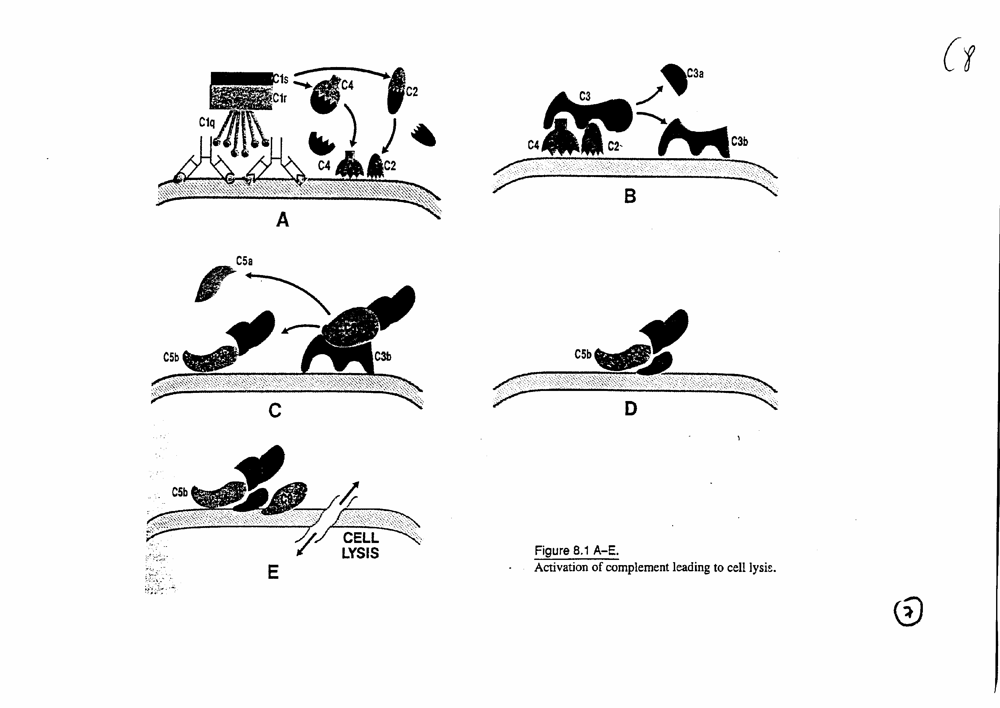 C1s
C1r
C1q
C4
C2
C4
C2
A
C3a
C3
C4
C2
C3b
B
C5a
C5b
C3b
C
C5b
D
C5b
C9
CELL
LYSIS
E
Figure 8.1 A–E.
Activation of complement leading to cell lysis.